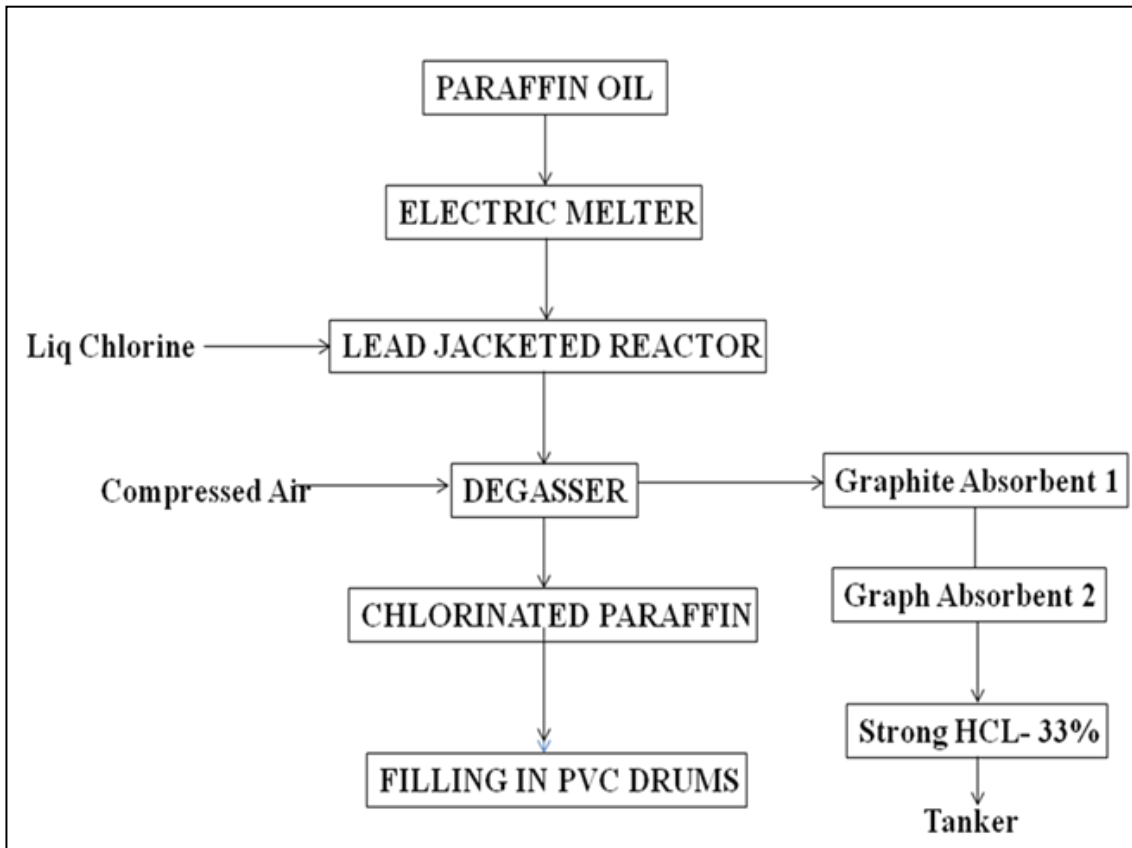 PARAFFIN OIL
ELECTRIC MELTER
Liq Chlorine
LEAD JACKETED REACTOR
Compressed Air
DEGASSER
Graphite Absorbent 1
CHLORINATED PARAFFIN
Graph Absorbent 2
Strong HCL- 33%
FILLING IN PVC DRUMS
Tanker